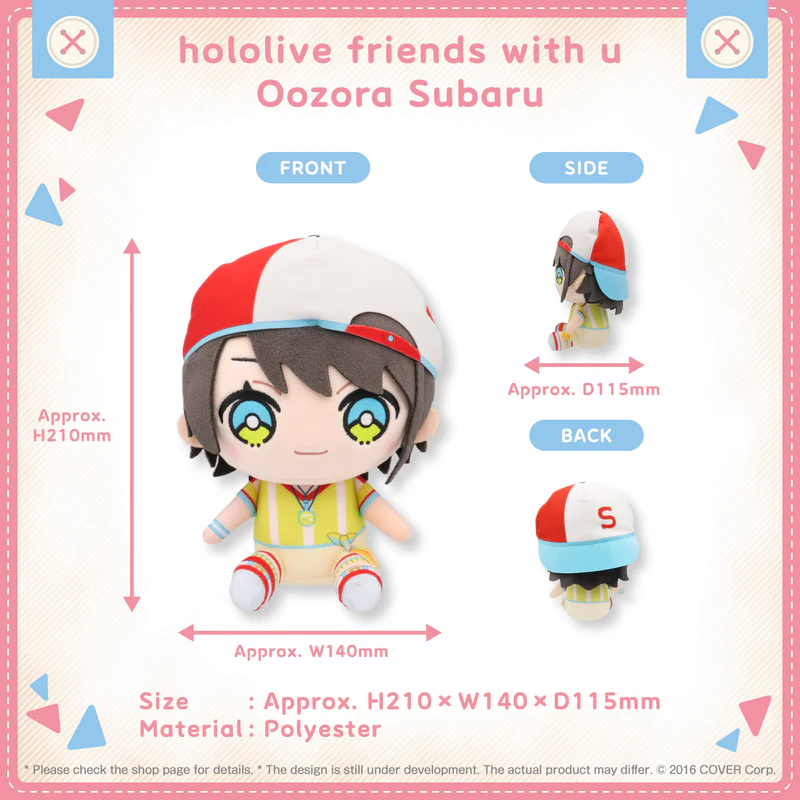 hololive friends with u
Oozora Subaru
FRONT
SIDE
Approx.
H210mm
Approx. D115mm
BACK
S
Approx. W140mm
Size : Approx. H210×W140×D115mm
Material : Polyester
* Please check the shop page for details. * The design is still under development. The actual product may differ. © 2016 COVER Corp.